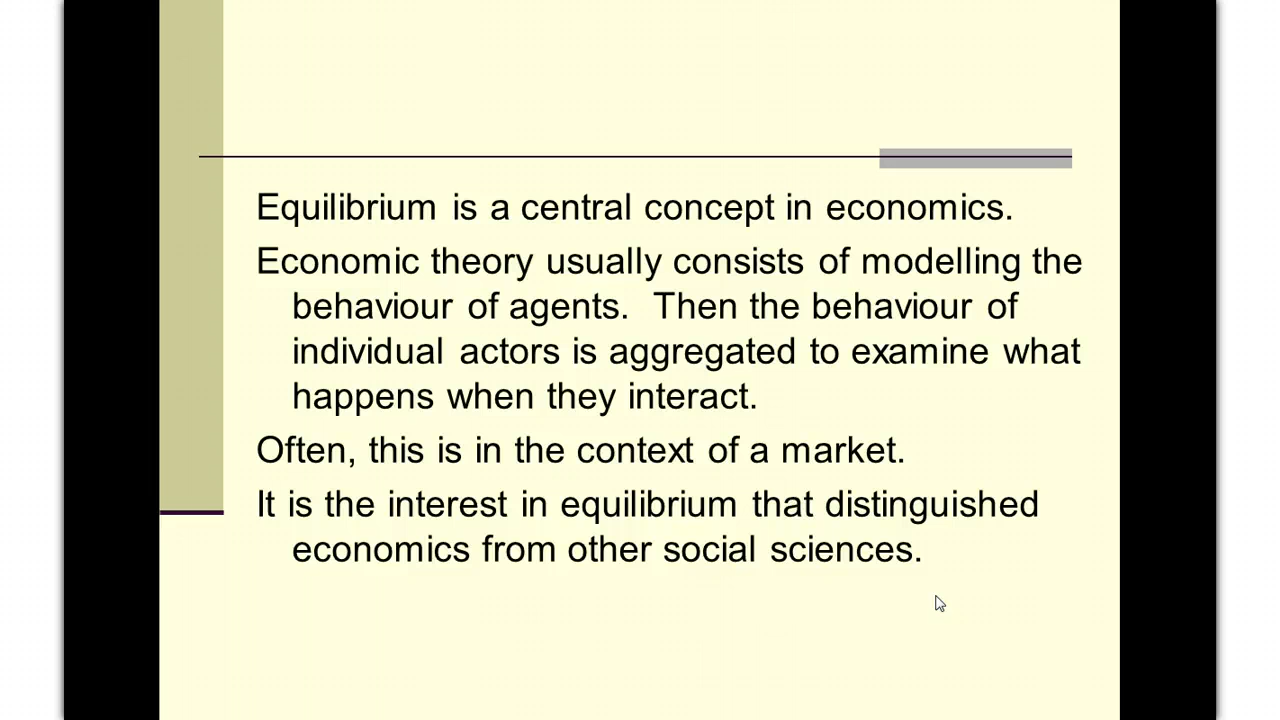 Equilibrium is a central concept in economics.
Economic theory usually consists of modelling the
behaviour of agents.  Then the behaviour of
individual actors is aggregated to examine what
happens when they interact.
Often, this is in the context of a market.
It is the interest in equilibrium that distinguished
economics from other social sciences.